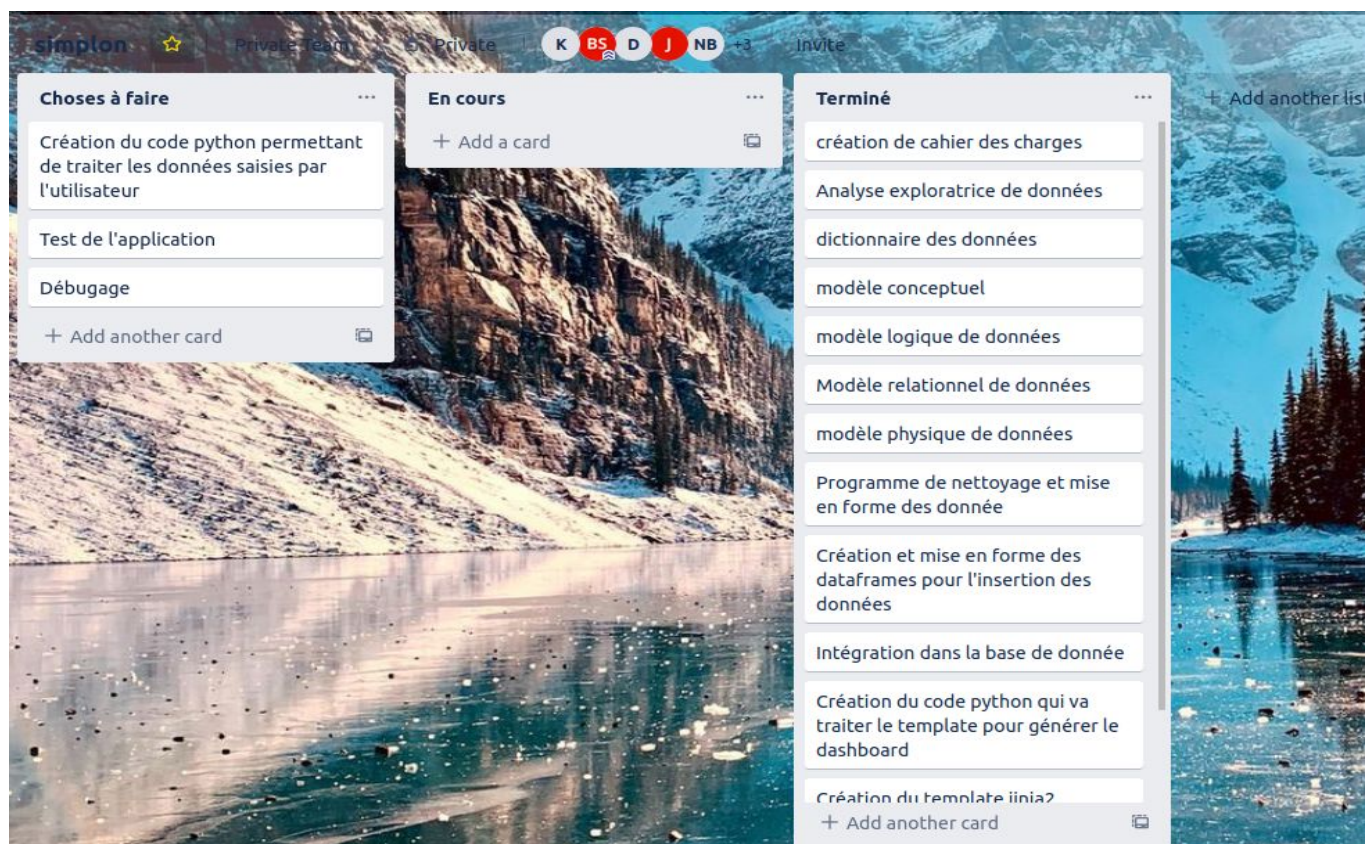 simplon Private Team Private K BS D J NB +3 Invite
Choses à faire
Création du code python permettant
de traiter les données saisies par
l'utilisateur
Test de l'application
Débugage
+ Add another card
En cours
+ Add a card
Terminé
création de cahier des charges
Analyse exploratrice de données
dictionnaire des données
modèle conceptuel
modèle logique de données
Modèle relationnel de données
modèle physique de données
Programme de nettoyage et mise
en forme des donnée
Création et mise en forme des
dataframes pour l'insertion des
données
Intégration dans la base de donnée
Création du code python qui va
traiter le template pour générer le
dashboard
Création du template jinja2
+ Add another card
+ Add another list